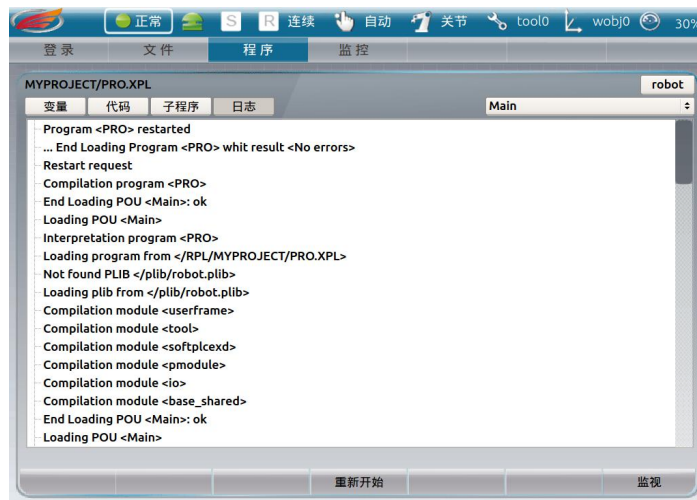 正常 S R 连续 自动 关节 tool0 wobj0 30%
登录 文件 程序 监控
MYPROJECT/PRO.XPL robot
变量 代码 子程序 日志 Main
Program <PRO> restarted
... End Loading Program <PRO> whit result <No errors>
Restart request
Compilation program <PRO>
End Loading POU <Main>: ok
Loading POU <Main>
Interpretation program <PRO>
Loading program from </RPL/MYPROJECT/PRO.XPL>
Not found PLIB </plib/robot.plib>
Loading plib from </plib/robot.plib>
Compilation module <userframe>
Compilation module <tool>
Compilation module <softplcexd>
Compilation module <pmodule>
Compilation module <io>
Compilation module <base_shared>
End Loading POU <Main>: ok
Loading POU <Main>
重新开始 监视